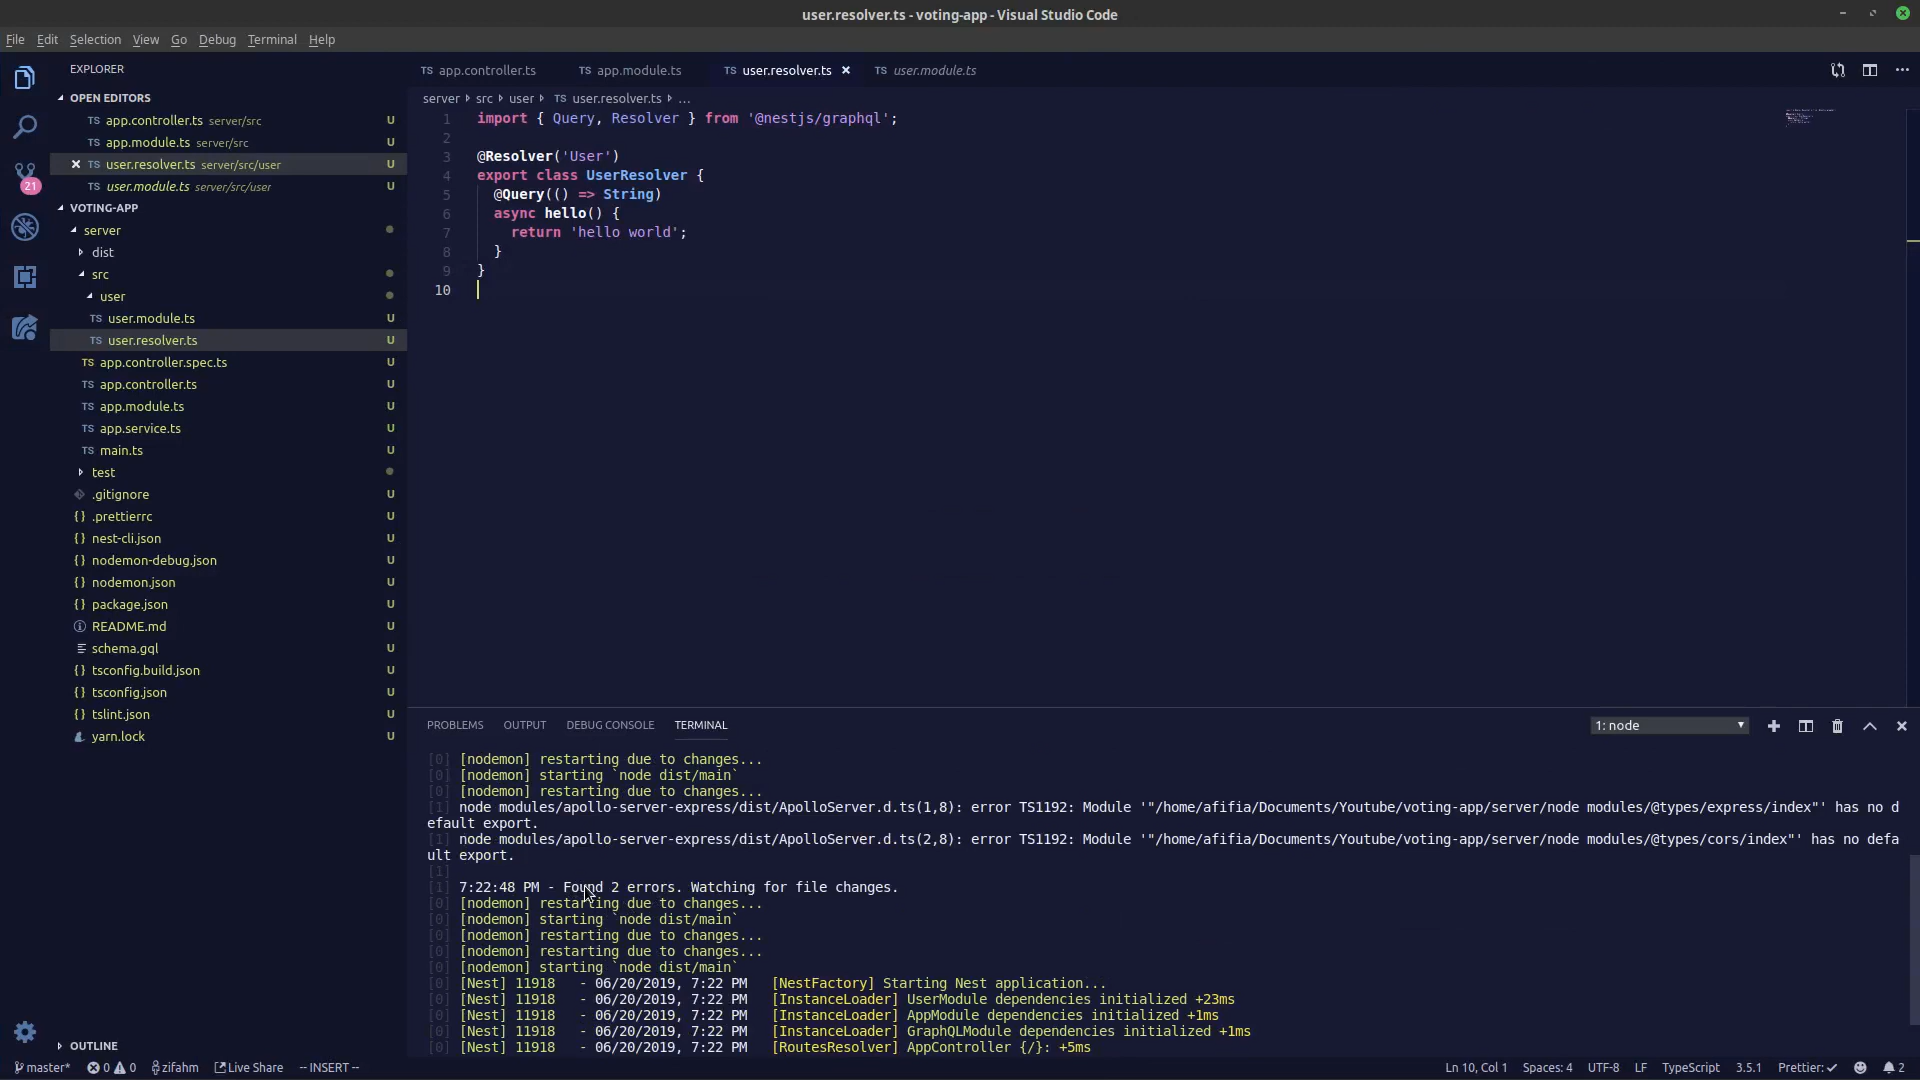 user.resolver.ts - voting-app - Visual Studio Code
File Edit Selection View Go Debug Terminal Help
EXPLORER
OPEN EDITORS
TS app.controller.ts server/src U
TS app.module.ts server/src U
TS user.resolver.ts server/src/user U
TS user.module.ts server/src/user U
VOTING-APP
server
dist
src
user
TS user.module.ts U
TS user.resolver.ts U
TS app.controller.spec.ts U
TS app.controller.ts U
TS app.module.ts U
TS app.service.ts U
TS main.ts U
test
.gitignore U
{} .prettierrc U
{} nest-cli.json U
{} nodemon-debug.json U
{} nodemon.json U
{} package.json U
README.md U
schema.gql U
{} tsconfig.build.json U
{} tsconfig.json U
{} tslint.json U
yarn.lock U
OUTLINE
21
TS app.controller.ts TS app.module.ts TS user.resolver.ts TS user.module.ts
server src user TS user.resolver.ts ...
1 import { Query, Resolver } from '@nestjs/graphql';
2
3 @Resolver('User')
4 export class UserResolver {
5 @Query(() => String)
6 async hello() {
7 return 'hello world';
8 }
9 }
10
PROBLEMS OUTPUT DEBUG CONSOLE TERMINAL 1: node
[0] [nodemon] restarting due to changes...
[0] [nodemon] starting `node dist/main`
[0] [nodemon] restarting due to changes...
[1] node modules/apollo-server-express/dist/ApolloServer.d.ts(1,8): error TS1192: Module '"/home/afifia/Documents/Youtube/voting-app/server/node modules/@types/express/index"' has no d
efault export.
[1] node modules/apollo-server-express/dist/ApolloServer.d.ts(2,8): error TS1192: Module '"/home/afifia/Documents/Youtube/voting-app/server/node modules/@types/cors/index"' has no defa
ult export.
[1]
[1] 7:22:48 PM - Found 2 errors. Watching for file changes.
[0] [nodemon] restarting due to changes...
[0] [nodemon] starting `node dist/main`
[0] [nodemon] restarting due to changes...
[0] [nodemon] restarting due to changes...
[0] [nodemon] starting `node dist/main`
[0] [Nest] 11918 - 06/20/2019, 7:22 PM [NestFactory] Starting Nest application...
[0] [Nest] 11918 - 06/20/2019, 7:22 PM [InstanceLoader] UserModule dependencies initialized +23ms
[0] [Nest] 11918 - 06/20/2019, 7:22 PM [InstanceLoader] AppModule dependencies initialized +1ms
[0] [Nest] 11918 - 06/20/2019, 7:22 PM [InstanceLoader] GraphQLModule dependencies initialized +1ms
[0] [Nest] 11918 - 06/20/2019, 7:22 PM [RoutesResolver] AppController {/}: +5ms
master* 0 0 zifahm Live Share -- INSERT -- Ln 10, Col 1 Spaces: 4 UTF-8 LF TypeScript 3.5.1 Prettier: ✓ 2